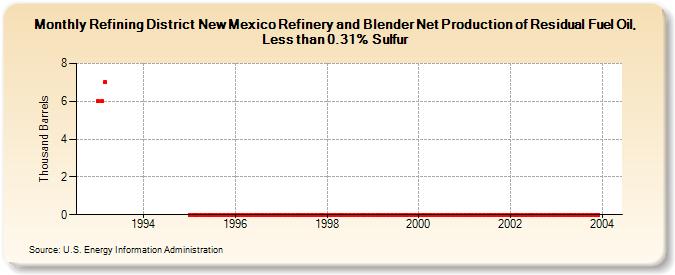 Monthly Refining District New Mexico Refinery and Blender Net Production of Residual Fuel Oil,
Less than 0.31% Sulfur
Thousand Barrels
8
6
4
2
0
1994 1996 1998 2000 2002 2004
Source: U.S. Energy Information Administration